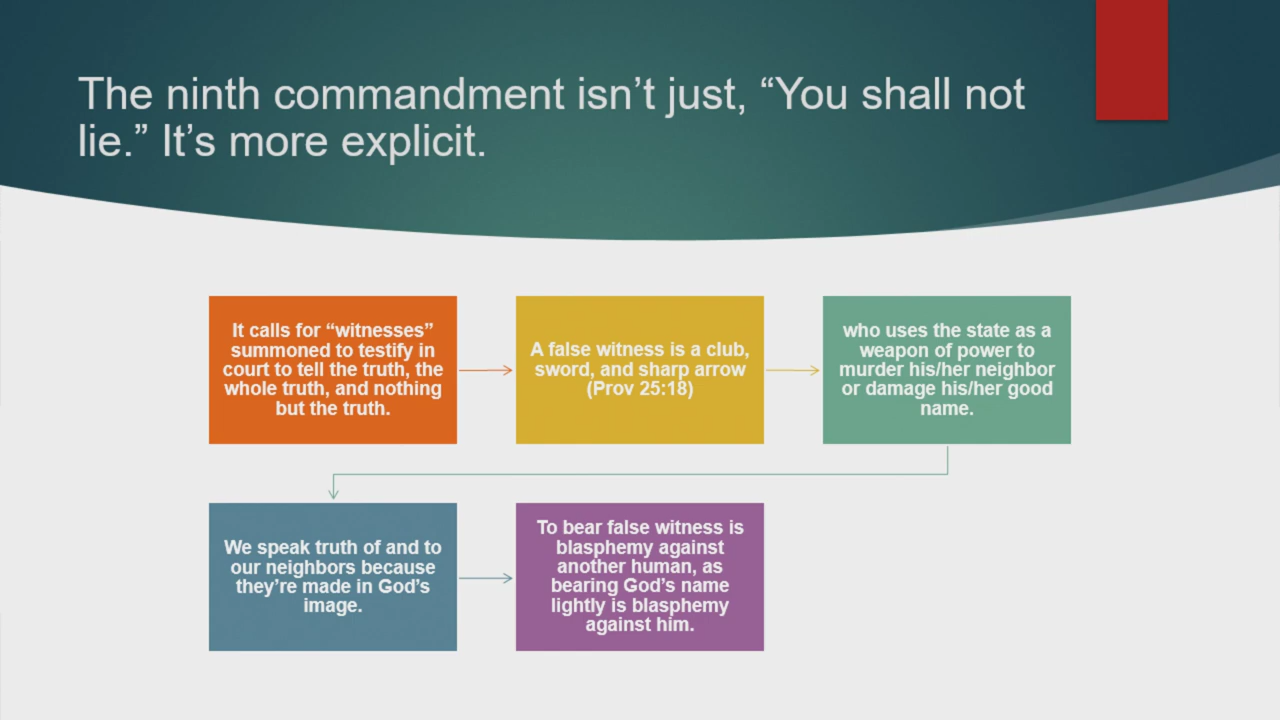 The ninth commandment isn’t just, “You shall not
lie.” It’s more explicit.
It calls for “witnesses”
summoned to testify in
court to tell the truth, the
whole truth, and nothing
but the truth.
A false witness is a club,
sword, and sharp arrow
(Prov 25:18)
who uses the state as a
weapon of power to
murder his/her neighbor
or damage his/her good
name.
We speak truth of and to
our neighbors because
they’re made in God’s
image.
To bear false witness is
blasphemy against
another human, as
bearing God’s name
lightly is blasphemy
against him.